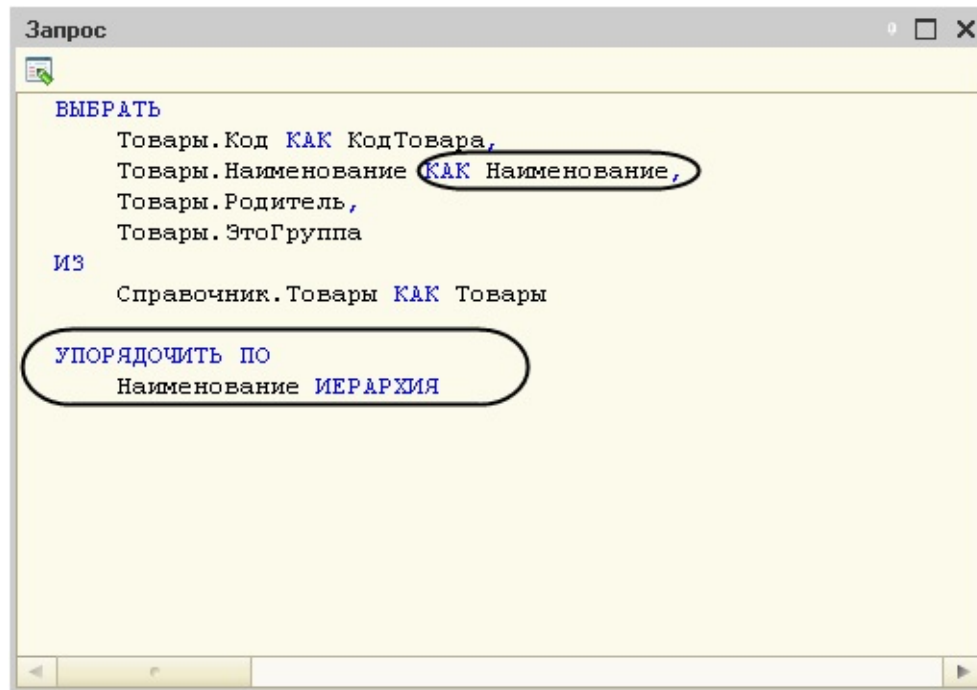 Запрос
ВЫБРАТЬ
Товары.Код КАК КодТовара,
Товары.Наименование КАК Наименование,
Товары.Родитель,
Товары.ЭтоГруппа
ИЗ
Справочник.Товары КАК Товары
УПОРЯДОЧИТЬ ПО
Наименование ИЕРАРХИЯ